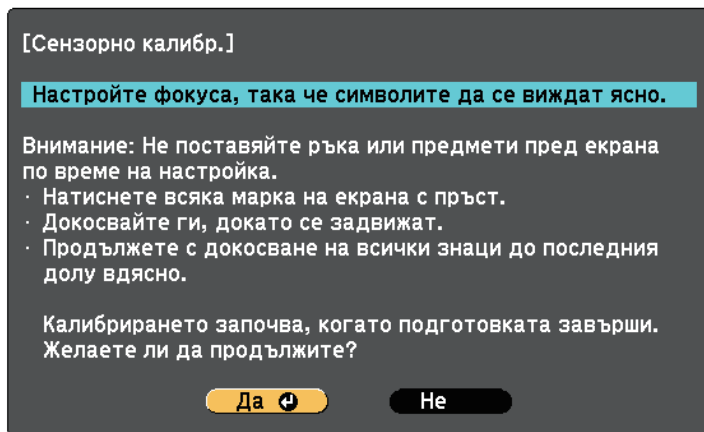 [Сензорно калибр.]
Настройте фокуса, така че символите да се виждат ясно.
Внимание: Не поставяйте ръка или предмети пред екрана
по време на настройка.
· Натиснете всяка марка на екрана с пръст.
· Докосвайте ги, докато се задвижат.
· Продължете с докосване на всички знаци до последния
долу вдясно.
Калибрирането започва, когато подготовката завърши.
Желаете ли да продължите?
Да Не